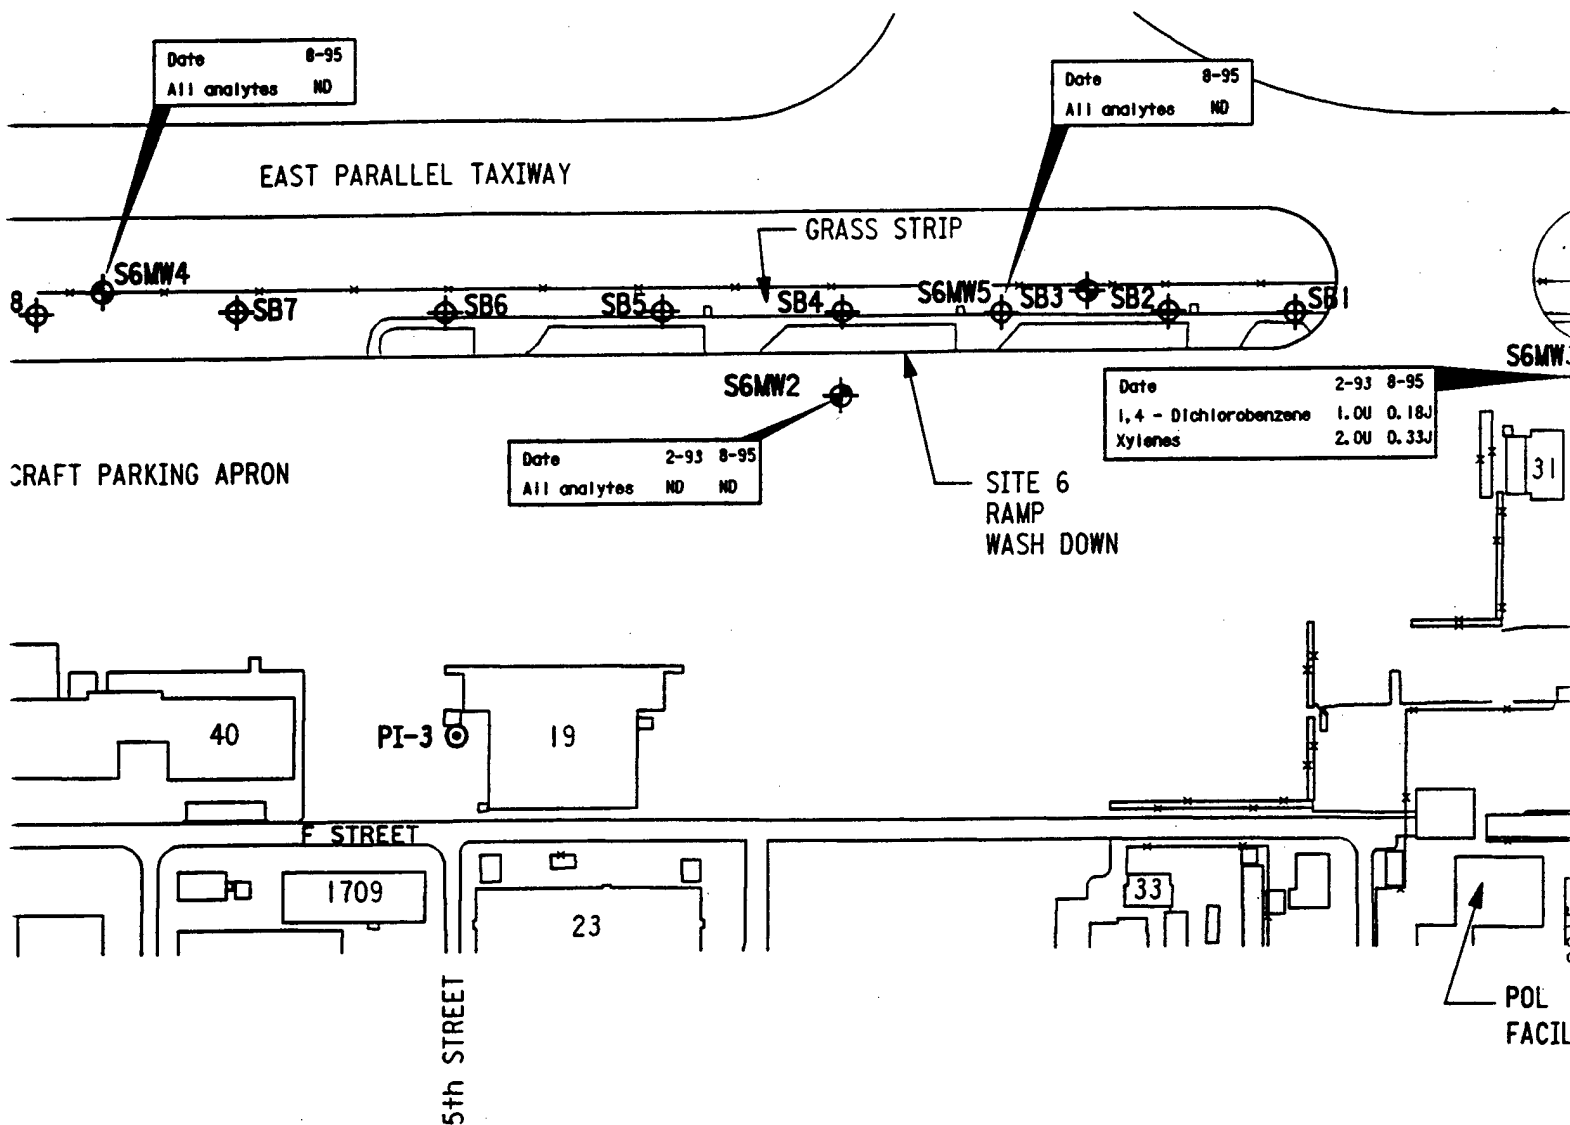 Date 8-95
All analytes ND
Date 8-95
All analytes ND
EAST PARALLEL TAXIWAY
GRASS STRIP
S6MW4
8
SB7
SB6
SB5
SB4
S6MW5
SB3
SB2
SB1
S6MW2
S6MW3
Date 2-93 8-95
1,4 - Dichlorobenzene 1.0U 0.18J
Xylenes 2.0U 0.33J
Date 2-93 8-95
All analytes ND ND
CRAFT PARKING APRON
SITE 6
RAMP
WASH DOWN
31
40
PI-3
19
F STREET
1709
23
33
5th STREET
POL
FACIL